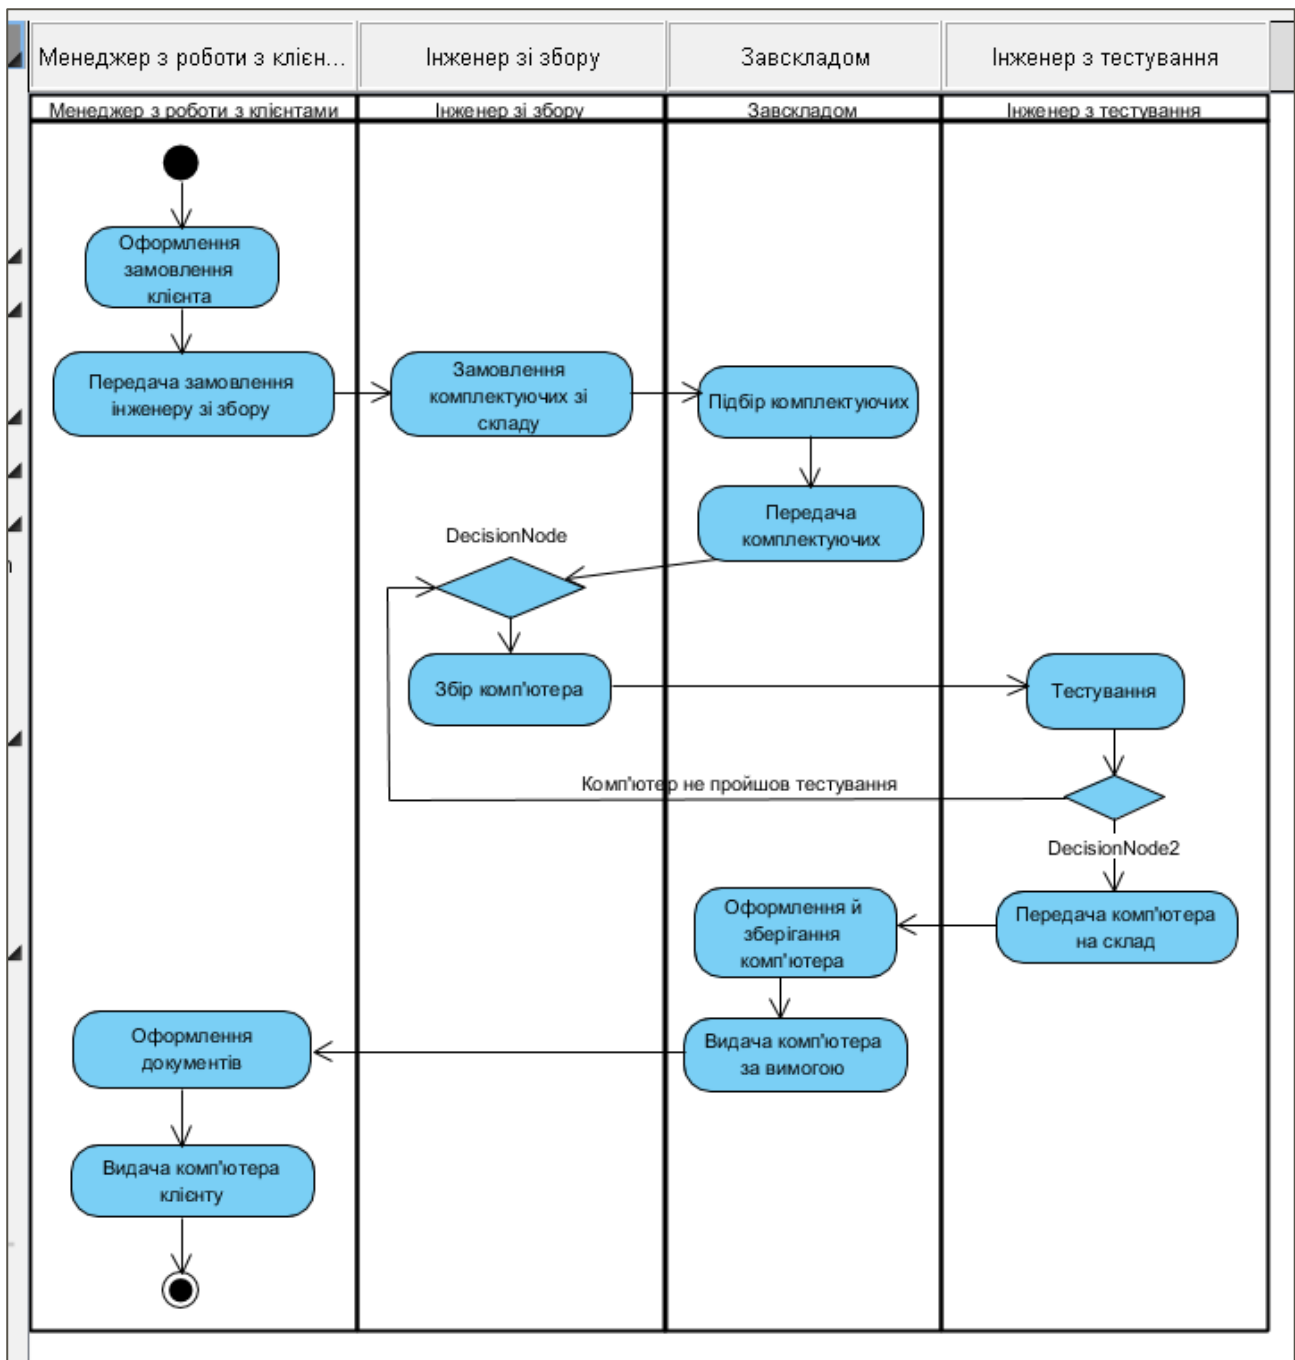 Менеджер з роботи з клієн...
Інженер зі збору
Завскладом
Інженер з тестування
Менеджер з роботи з клієнтами
Інженер зі збору
Завскладом
Інженер з тестування
Оформлення
замовлення
клієнта
Передача замовлення
інженеру зі збору
Замовлення
комплектуючих зі
складу
Підбір комплектуючих
Передача
комплектуючих
DecisionNode
Збір комп'ютера
Тестування
Комп'ютер не пройшов тестування
DecisionNode2
Передача комп'ютера
на склад
Оформлення й
зберігання
комп'ютера
Видача комп'ютера
за вимогою
Оформлення
документів
Видача комп'ютера
клієнту